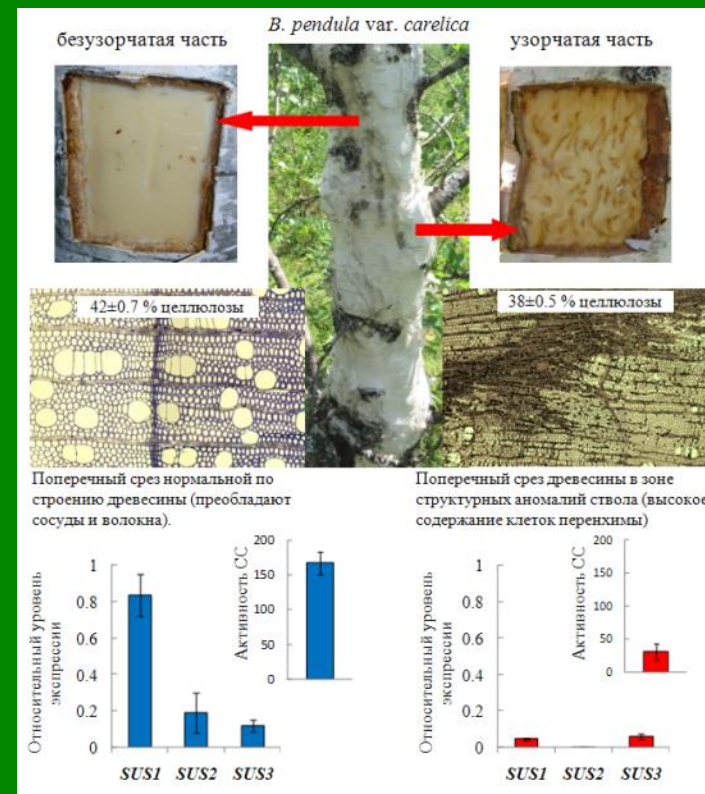 B. pendula var. carelica
безузорчатая часть
узорчатая часть
42±0.7 % целлюлозы
38±0.5 % целлюлозы
Поперечный срез нормальной по
строению древесины (преобладают
сосуды и волокна).
Поперечный срез древесины в зоне
структурных аномалий ствола (высокое
содержание клеток перенхимы)
Относительный уровень
экспрессии
1
0.8
0.6
0.4
0.2
0
SUS1 SUS2 SUS3
Активность СС
200
150
100
50
0
Относительный уровень
экспрессии
1
0.8
0.6
0.4
0.2
0
SUS1 SUS2 SUS3
Активность СС
200
150
100
50
0